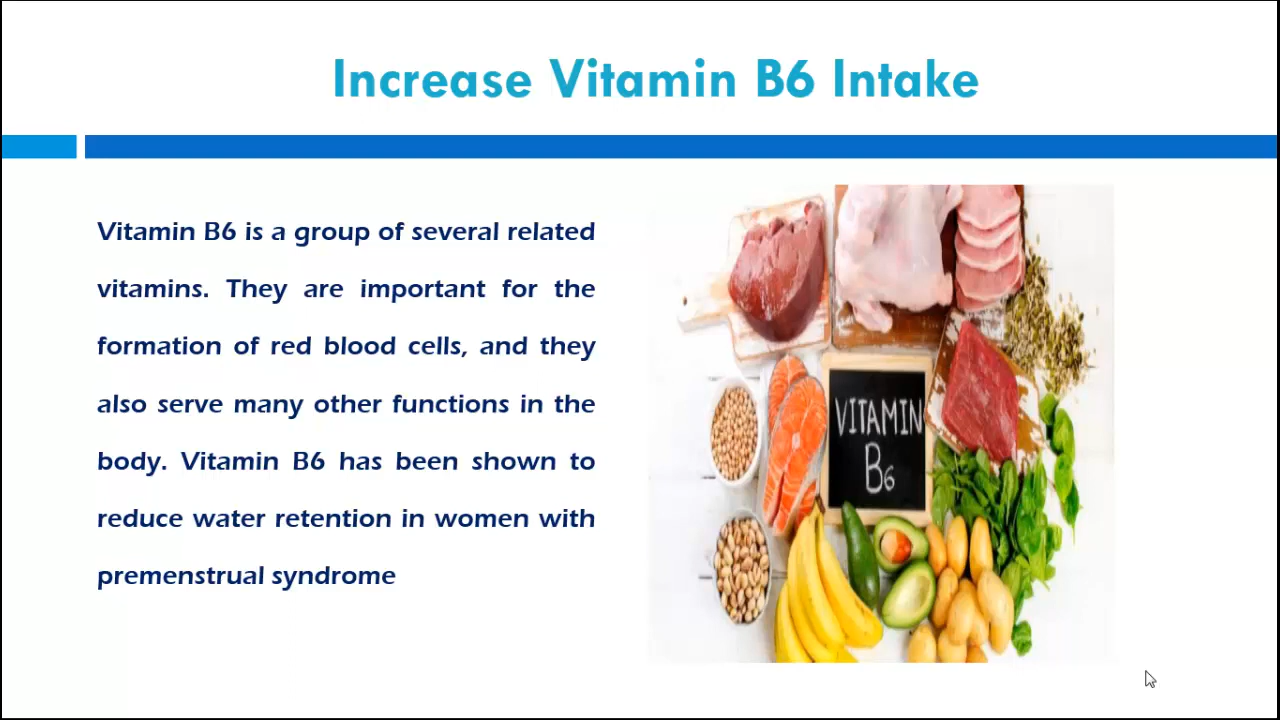 Increase Vitamin B6 Intake
Vitamin B6 is a group of several related
vitamins. They are important for the
formation of red blood cells, and they
also serve many other functions in the
body. Vitamin B6 has been shown to
reduce water retention in women with
premenstrual syndrome
VITAMIN
B6